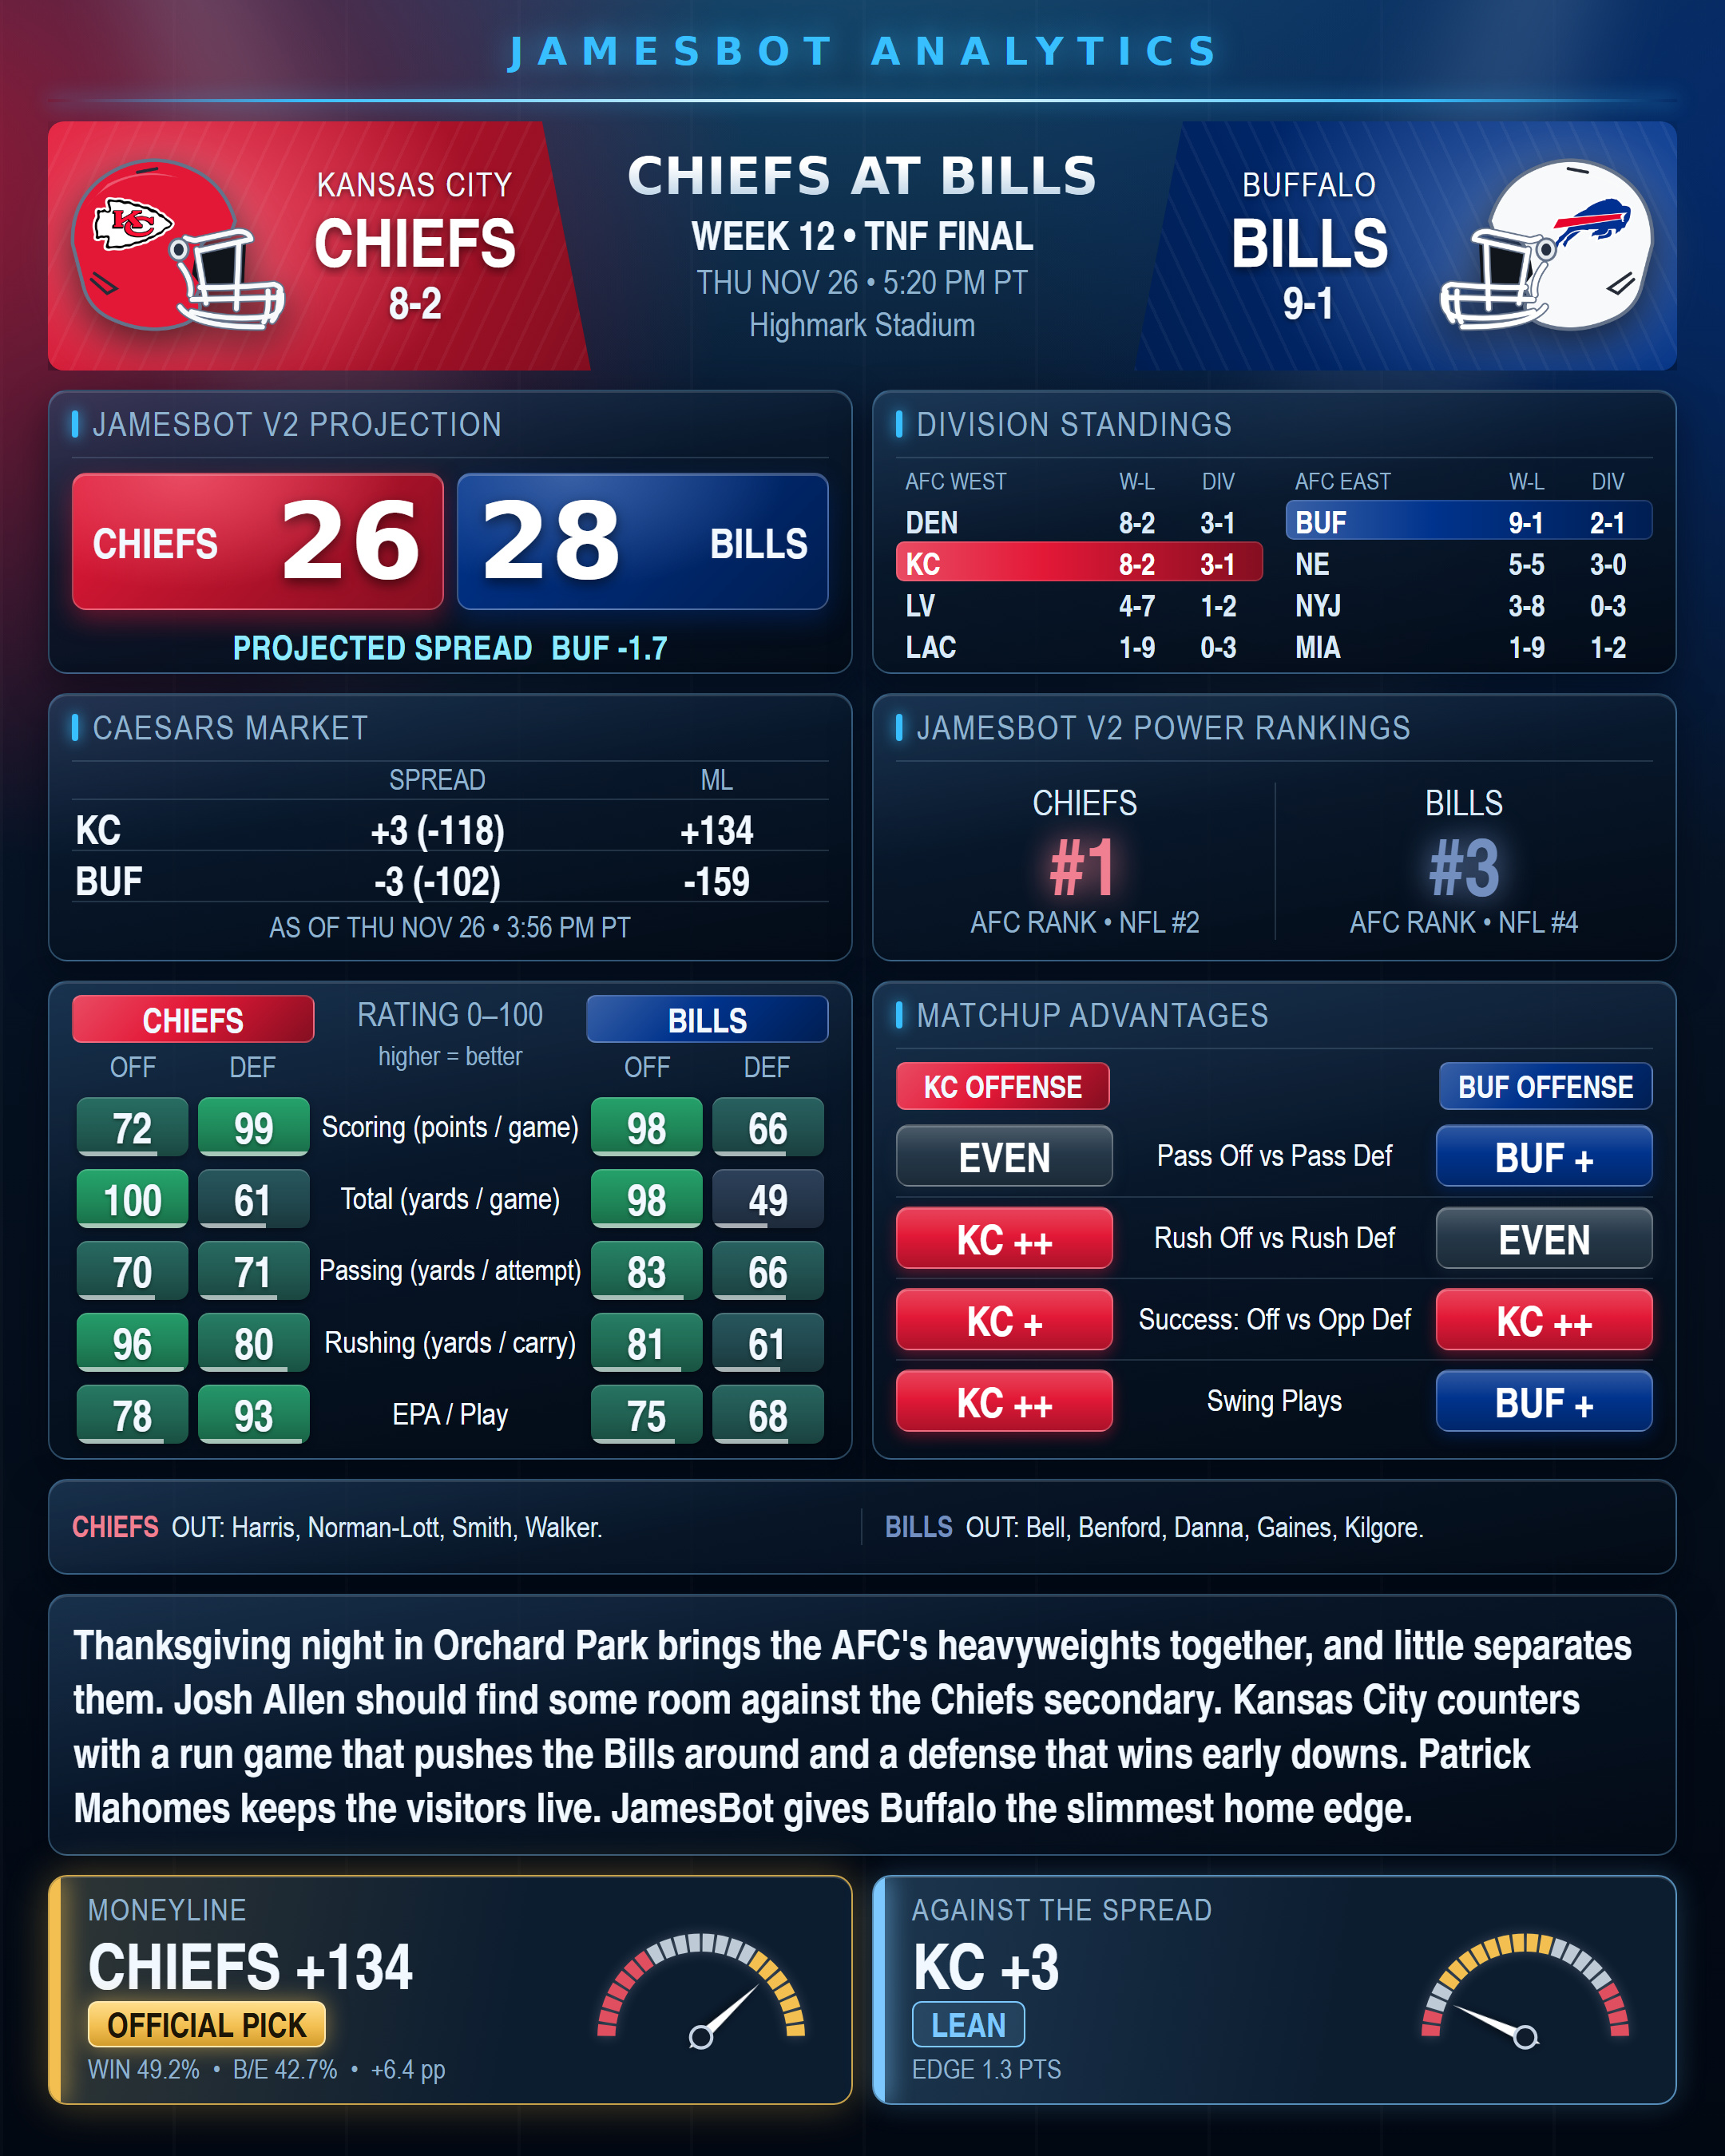 JAMESBOT ANALYTICS
KC
KANSAS CITY
CHIEFS
8-2
CHIEFS AT BILLS
WEEK 12 • TNF FINAL
THU NOV 26 • 5:20 PM PT
Highmark Stadium
BUFFALO
BILLS
9-1
JAMESBOT V2 PROJECTION
CHIEFS 26 28 BILLS
PROJECTED SPREAD BUF -1.7
DIVISION STANDINGS
AFC WEST W-L DIV AFC EAST W-L DIV
DEN 8-2 3-1 BUF 9-1 2-1
KC 8-2 3-1 NE 5-5 3-0
LV 4-7 1-2 NYJ 3-8 0-3
LAC 1-9 0-3 MIA 1-9 1-2
CAESARS MARKET
SPREAD ML
KC +3 (-118) +134
BUF -3 (-102) -159
AS OF THU NOV 26 • 3:56 PM PT
JAMESBOT V2 POWER RANKINGS
CHIEFS BILLS
#1 #3
AFC RANK • NFL #2 AFC RANK • NFL #4
CHIEFS RATING 0–100 BILLS
OFF DEF higher = better OFF DEF
72 99 Scoring (points / game) 98 66
100 61 Total (yards / game) 98 49
70 71 Passing (yards / attempt) 83 66
96 80 Rushing (yards / carry) 81 61
78 93 EPA / Play 75 68
MATCHUP ADVANTAGES
KC OFFENSE BUF OFFENSE
EVEN Pass Off vs Pass Def BUF +
KC ++ Rush Off vs Rush Def EVEN
KC + Success: Off vs Opp Def KC ++
KC ++ Swing Plays BUF +
CHIEFS OUT: Harris, Norman-Lott, Smith, Walker.
BILLS OUT: Bell, Benford, Danna, Gaines, Kilgore.
Thanksgiving night in Orchard Park brings the AFC's heavyweights together, and little separates
them. Josh Allen should find some room against the Chiefs secondary. Kansas City counters
with a run game that pushes the Bills around and a defense that wins early downs. Patrick
Mahomes keeps the visitors live. JamesBot gives Buffalo the slimmest home edge.
MONEYLINE
CHIEFS +134
OFFICIAL PICK
WIN 49.2% • B/E 42.7% • +6.4 pp
AGAINST THE SPREAD
KC +3
LEAN
EDGE 1.3 PTS